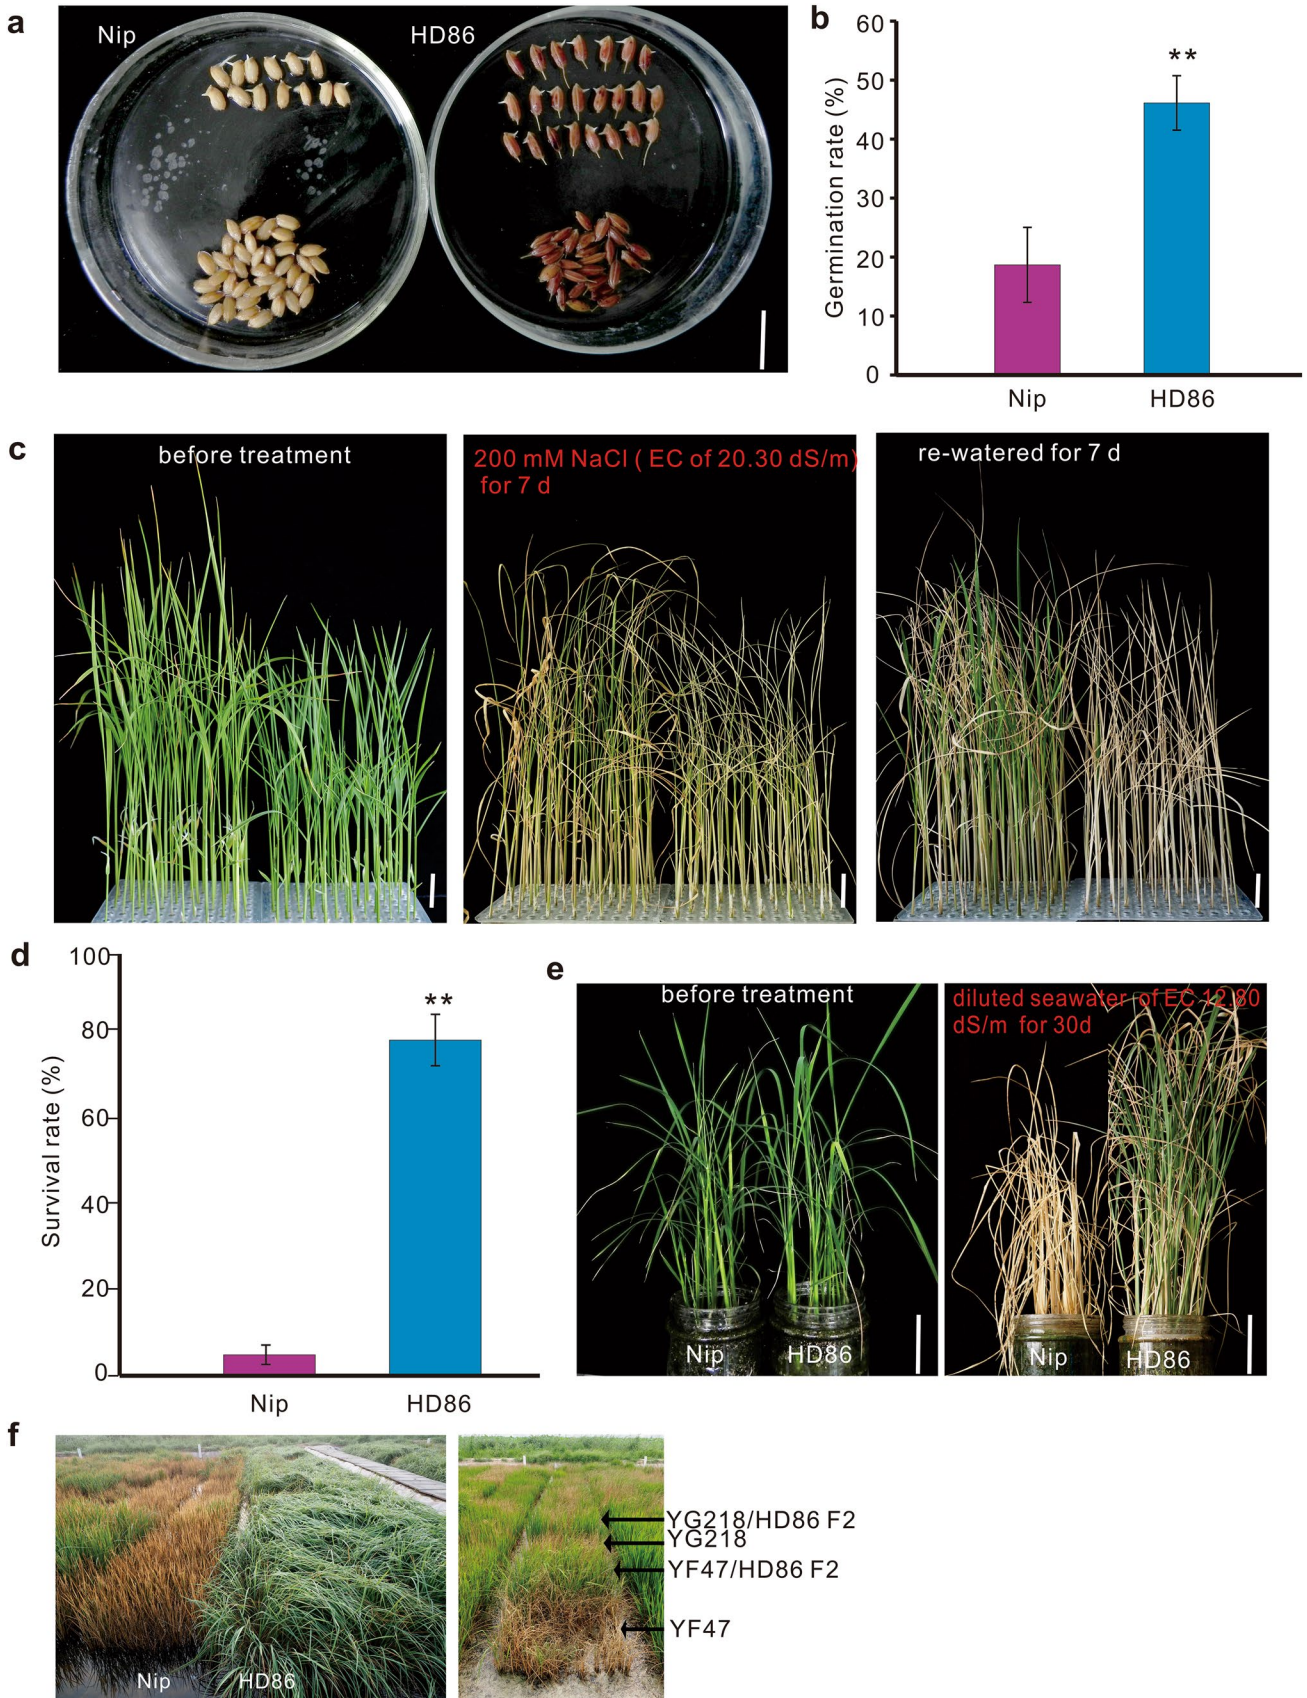 a
Nip
HD86
b
60
50
40
30
20
10
0
Germination rate (%)
**
Nip
HD86
c
before treatment
200 mM NaCl ( EC of 20.30 dS/m)
for 7 d
re-watered for 7 d
d
100
80
60
40
20
0
Survival rate (%)
**
Nip
HD86
e
before treatment
Nip
HD86
diluted seawater of EC 12.80
dS/m for 30d
Nip
HD86
f
Nip
HD86
YG218/HD86 F2
YG218
YF47/HD86 F2
YF47